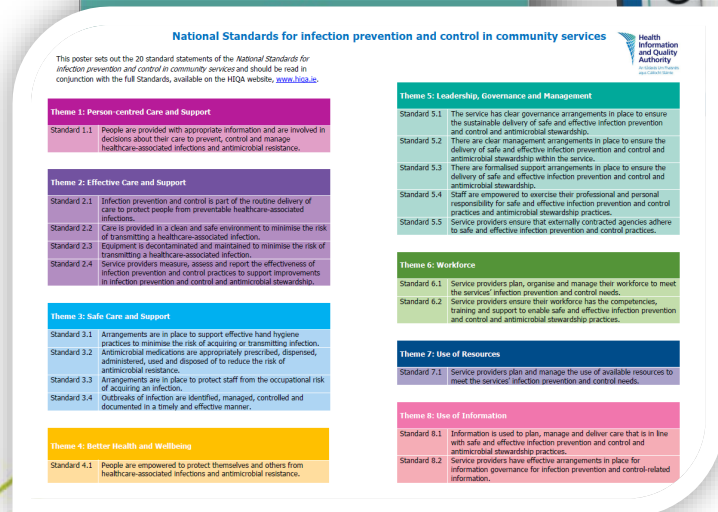 National Standards for infection prevention and control in community services
Health
Information
and Quality
Authority
This poster sets out the 20 standard statements of the National Standards for
infection prevention and control in community services and should be read in
conjunction with the full Standards, available on the HIQA website, www.hiqa.ie.
Theme 1: Person-centred Care and Support
Standard 1.1 People are provided with appropriate information and are involved in
decisions about their care to prevent, control and manage
healthcare-associated infections and antimicrobial resistance.
Theme 2: Effective Care and Support
Standard 2.1 Infection prevention and control is part of the routine delivery of
care to protect people from preventable healthcare-associated
infections.
Standard 2.2 Care is provided in a clean and safe environment to minimise the risk
of transmitting a healthcare-associated infection.
Standard 2.3 Equipment is decontaminated and maintained to minimise the risk of
transmitting a healthcare-associated infection.
Standard 2.4 Service providers measure, assess and report the effectiveness of
infection prevention and control practices to support improvements
in infection prevention and control and antimicrobial stewardship.
Theme 3: Safe Care and Support
Standard 3.1 Arrangements are in place to support effective hand hygiene
practices to minimise the risk of acquiring or transmitting infection.
Standard 3.2 Antimicrobial medications are appropriately prescribed, dispensed,
administered, used and disposed of to reduce the risk of
antimicrobial resistance.
Standard 3.3 Arrangements are in place to protect staff from the occupational risk
of acquiring an infection.
Standard 3.4 Outbreaks of infection are identified, managed, controlled and
documented in a timely and effective manner.
Theme 4: Better Health and Wellbeing
Standard 4.1 People are empowered to protect themselves and others from
healthcare-associated infections and antimicrobial resistance.
Theme 5: Leadership, Governance and Management
Standard 5.1 The service has clear governance arrangements in place to ensure
the sustainable delivery of safe and effective infection prevention
and control and antimicrobial stewardship.
Standard 5.2 There are clear management arrangements in place to ensure the
delivery of safe and effective infection prevention and control and
antimicrobial stewardship within the service.
Standard 5.3 There are formalised support arrangements in place to ensure the
delivery of safe and effective infection prevention and control and
antimicrobial stewardship.
Standard 5.4 Staff are empowered to exercise their professional and personal
responsibility for safe and effective infection prevention and control
practices and antimicrobial stewardship practices.
Standard 5.5 Service providers ensure that externally contracted agencies adhere
to safe and effective infection prevention and control practices.
Theme 6: Workforce
Standard 6.1 Service providers plan, organise and manage their workforce to meet
the services' infection prevention and control needs.
Standard 6.2 Service providers ensure their workforce has the competencies,
training and support to enable safe and effective infection prevention
and control and antimicrobial stewardship practices.
Theme 7: Use of Resources
Standard 7.1 Service providers plan and manage the use of available resources to
meet the services' infection prevention and control needs.
Theme 8: Use of Information
Standard 8.1 Information is used to plan, manage and deliver care that is in line
with safe and effective infection prevention and control and
antimicrobial stewardship practices.
Standard 8.2 Service providers have effective arrangements in place for
information governance for infection prevention and control-related
information.